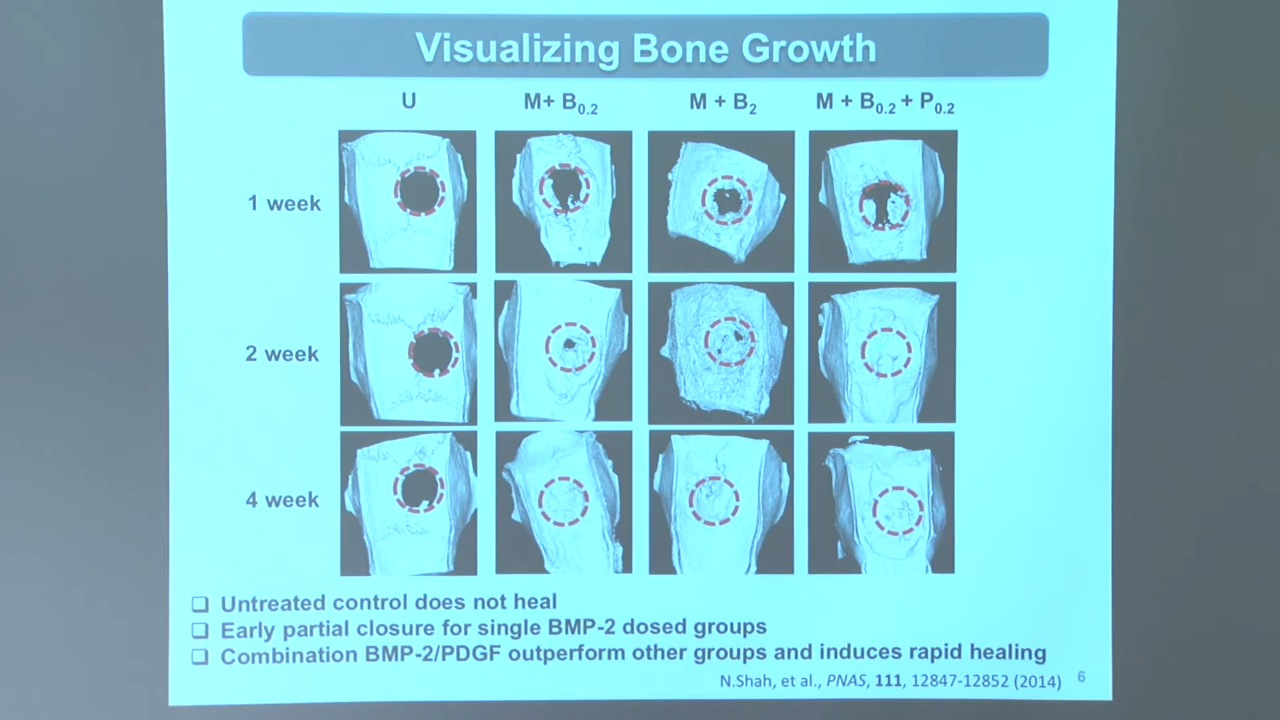 Visualizing Bone Growth
U M+ B0.2 M + B2 M + B0.2 + P0.2
1 week
2 week
4 week
❑ Untreated control does not heal
❑ Early partial closure for single BMP-2 dosed groups
❑ Combination BMP-2/PDGF outperform other groups and induces rapid healing
N.Shah, et al., PNAS, 111, 12847-12852 (2014) 6